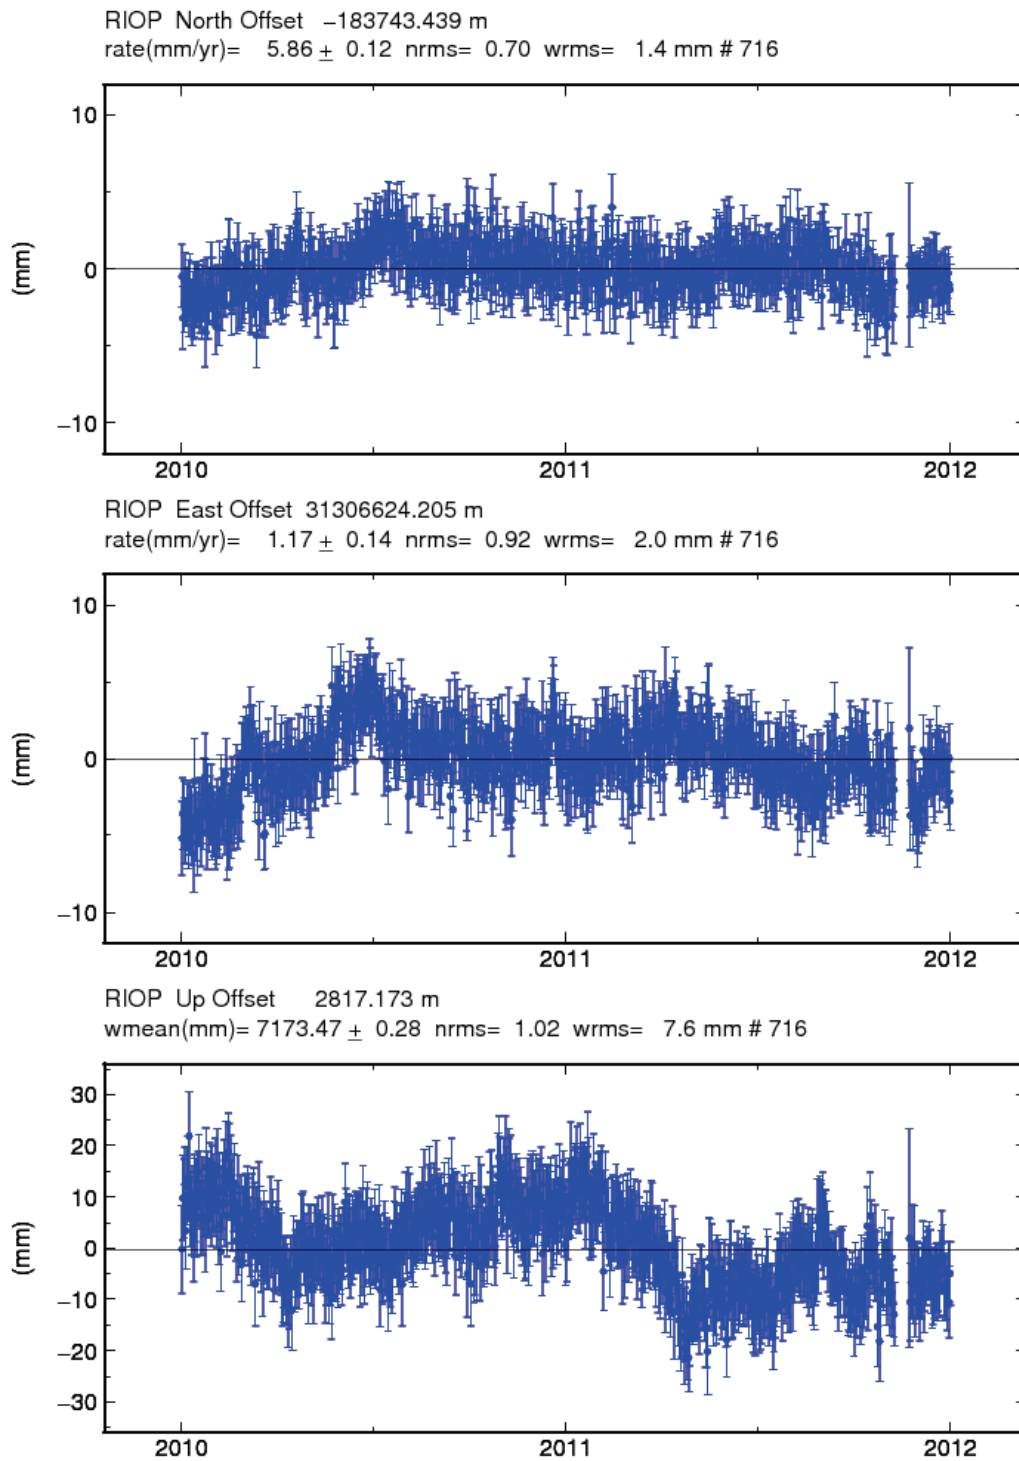 RIOP North Offset -183743.439 m
rate(mm/yr)= 5.86 ± 0.12 nrms= 0.70 wrms= 1.4 mm # 716
10
0
−10
(mm)
2010 2011 2012
RIOP East Offset 31306624.205 m
rate(mm/yr)= 1.17 ± 0.14 nrms= 0.92 wrms= 2.0 mm # 716
10
0
−10
(mm)
2010 2011 2012
RIOP Up Offset 2817.173 m
wmean(mm)= 7173.47 ± 0.28 nrms= 1.02 wrms= 7.6 mm # 716
30
20
10
0
−10
−20
−30
(mm)
2010 2011 2012